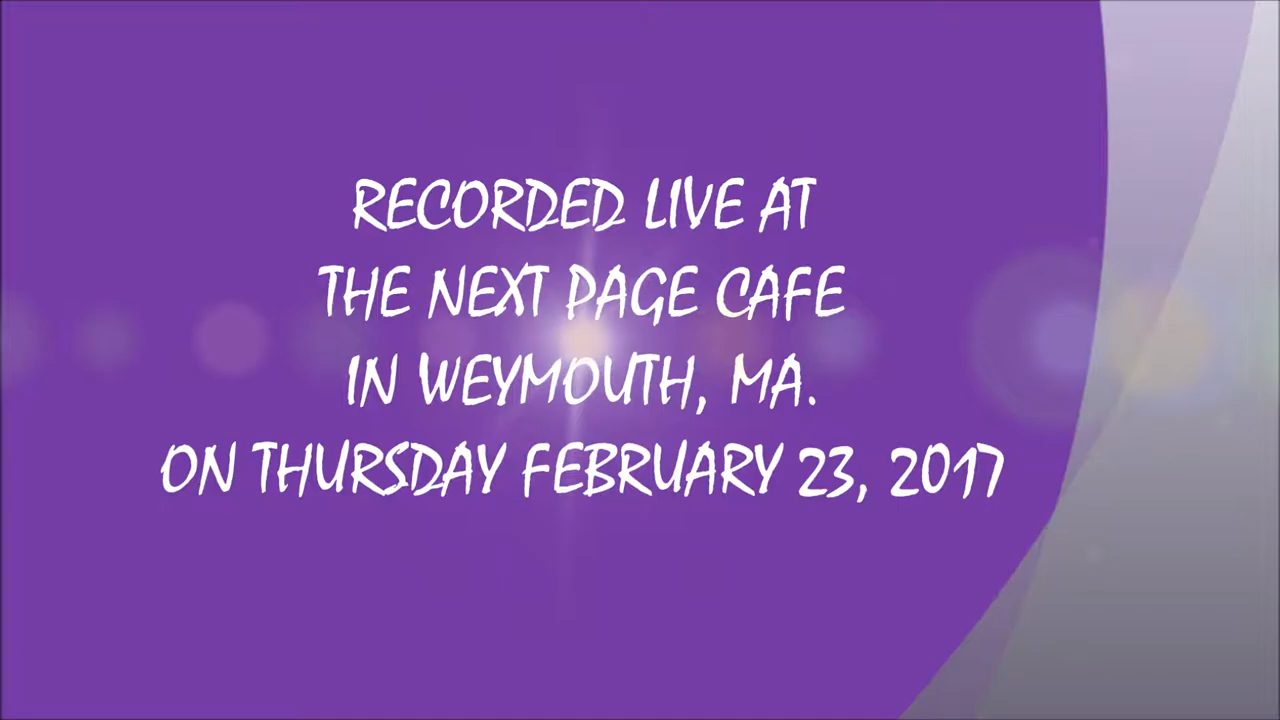 RECORDED LIVE AT
THE NEXT PAGE CAFE
IN WEYMOUTH, MA.
ON THURSDAY FEBRUARY 23, 2017